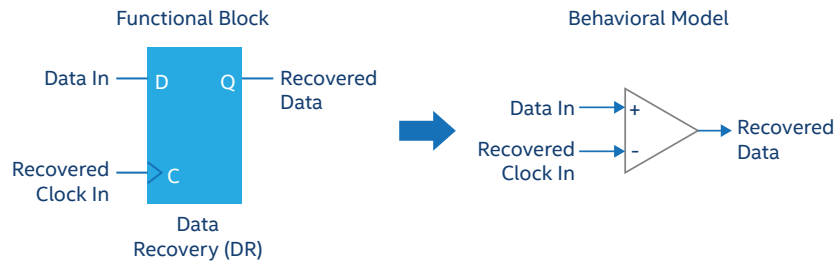 Functional Block
Data In
D
Q
Recovered
Data
Recovered
Clock In
C
Data
Recovery (DR)
Behavioral Model
Data In
+
Recovered
Clock In
-
Recovered
Data